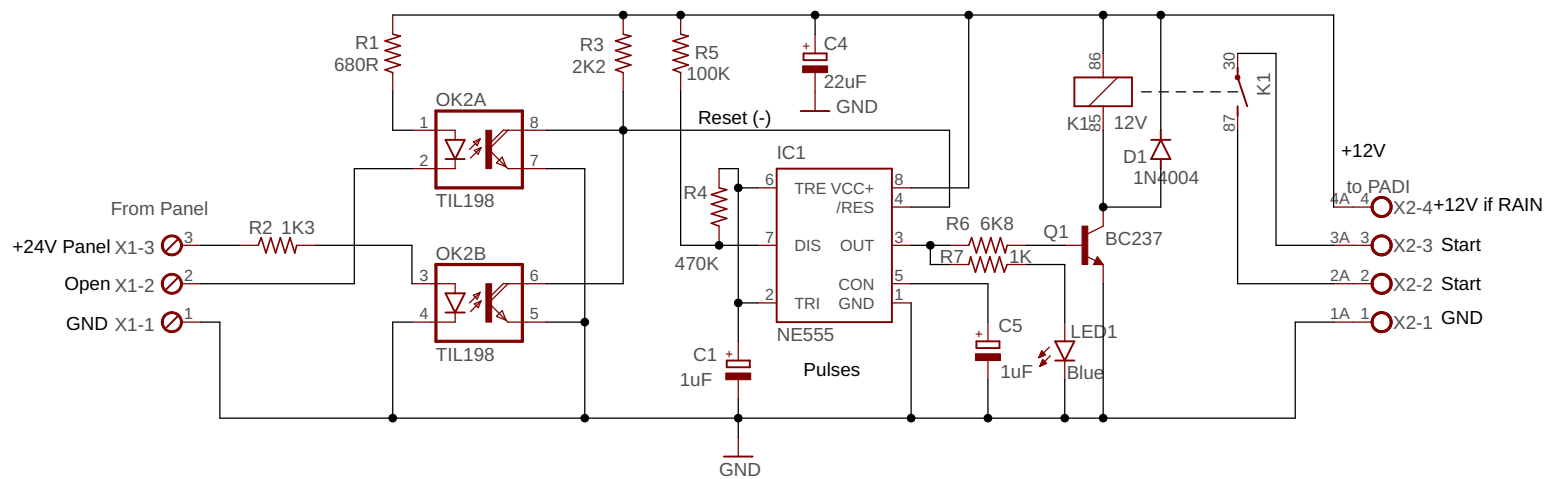 R1
680R
R3
2K2
R5
100K
+
C4
22uF
GND
86
K1
85
12V
30
K1
87
OK2A
1
2
8
7
TIL198
Reset (-)
IC1
R4
470K
6
7
2
TRE
DIS
TRI
VCC+
/RES
OUT
CON
GND
8
4
3
5
1
NE555
Pulses
D1
1N4004
+12V
to PADI
4A 4 X2-4 +12V if RAIN
3A 3 X2-3 Start
2A 2 X2-2 Start
1A 1 X2-1 GND
From Panel
+24V Panel X1-3 3
Open X1-2 2
GND X1-1 1
R2 1K3
OK2B
3
4
6
5
TIL198
R6 6K8
R7 1K
Q1
BC237
C1
+
1uF
C5
+
1uF
LED1
Blue
GND